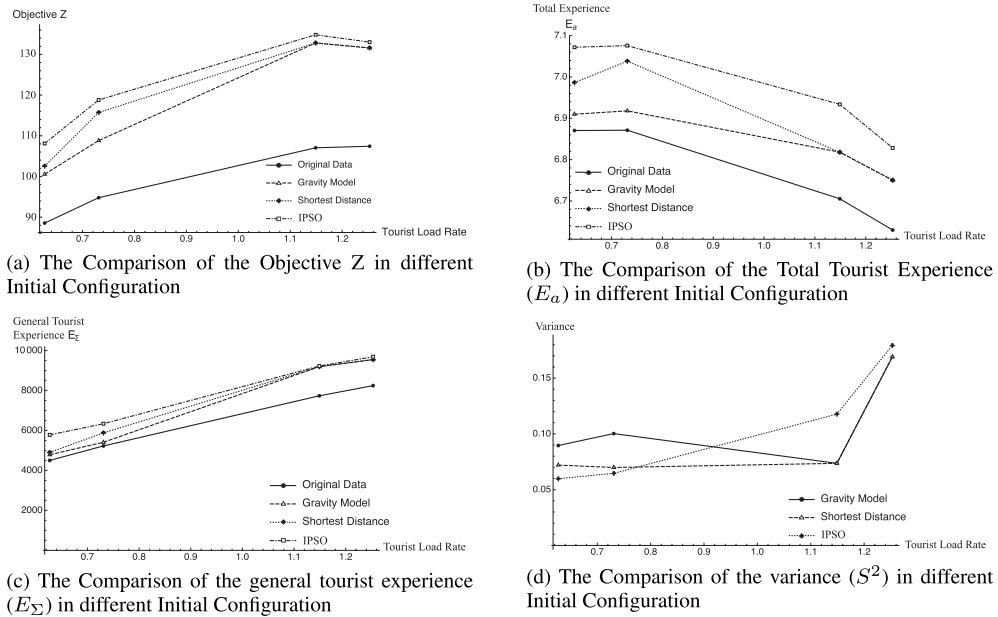 Objective Z
130
120
110
100
90
0.7 0.8 0.9 1.0 1.1 1.2
Tourist Load Rate
Original Data
Gravity Model
Shortest Distance
IPSO
(a) The Comparison of the Objective Z in different
Initial Configuration
Total Experience
Ea
7.1
7.0
6.9
6.8
6.7
0.7 0.8 0.9 1.0 1.1 1.2
Tourist Load Rate
Original Data
Gravity Model
Shortest Distance
IPSO
(b) The Comparison of the Total Tourist Experience
(Ea) in different Initial Configuration
General Tourist
Experience EΣ
10000
8000
6000
4000
2000
0.7 0.8 0.9 1.0 1.1 1.2
Tourist Load Rate
Original Data
Gravity Model
Shortest Distance
IPSO
(c) The Comparison of the general tourist experience
(EΣ) in different Initial Configuration
Variance
0.15
0.10
0.05
0.7 0.8 0.9 1.0 1.1 1.2
Tourist Load Rate
Gravity Model
Shortest Distance
IPSO
(d) The Comparison of the variance (S²) in different
Initial Configuration